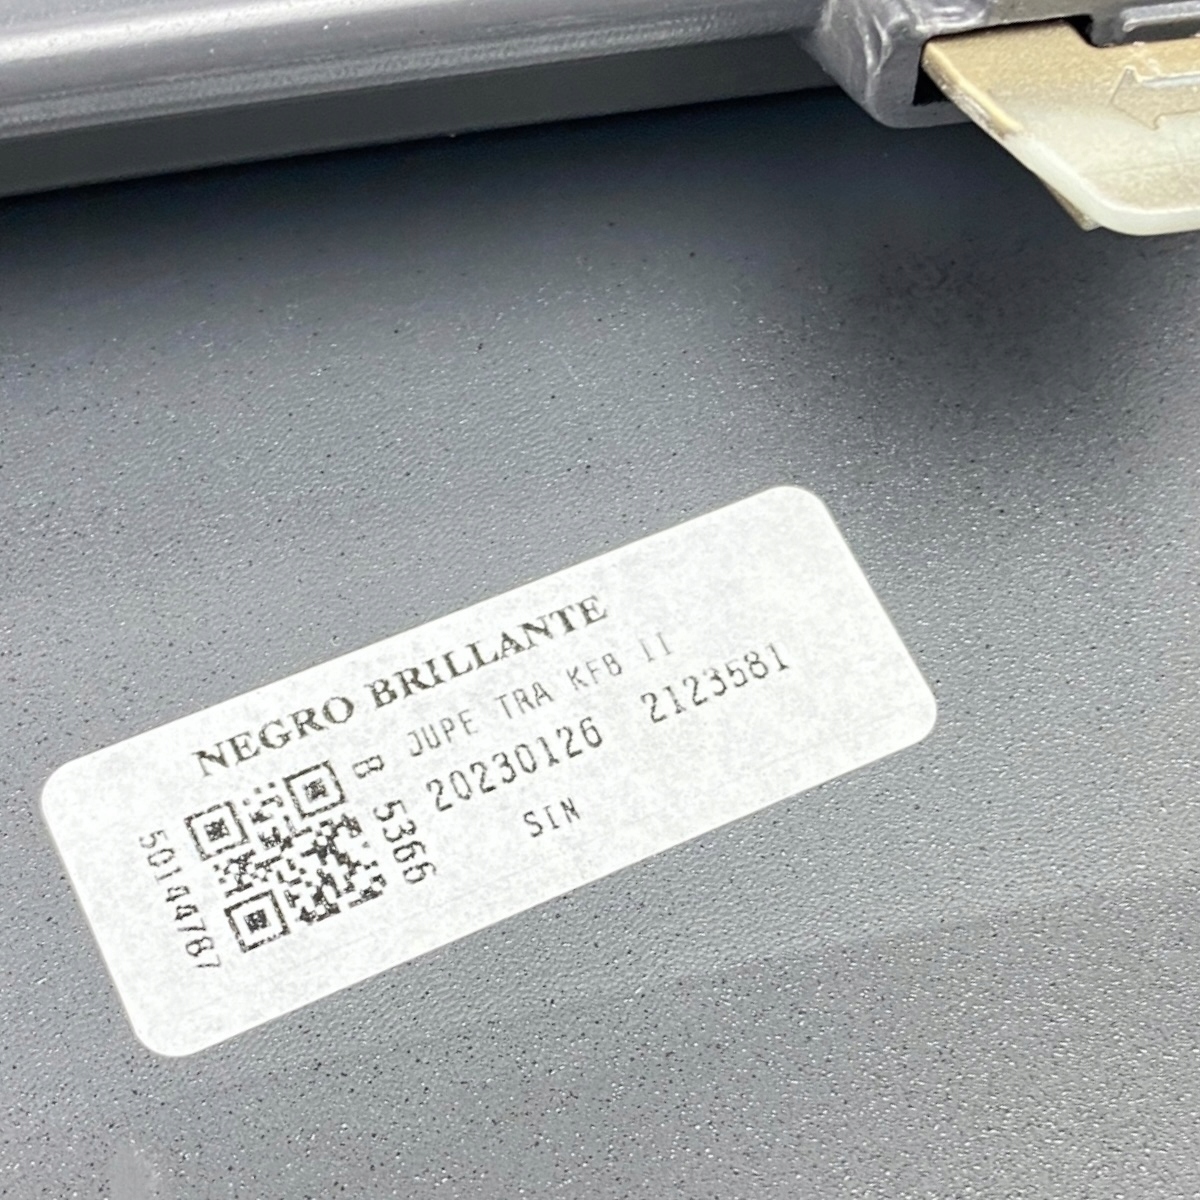 NEGRO BRILLANTE
JUPE TRA KFB II
20230126 2123581
SIN
B 5366
50144787